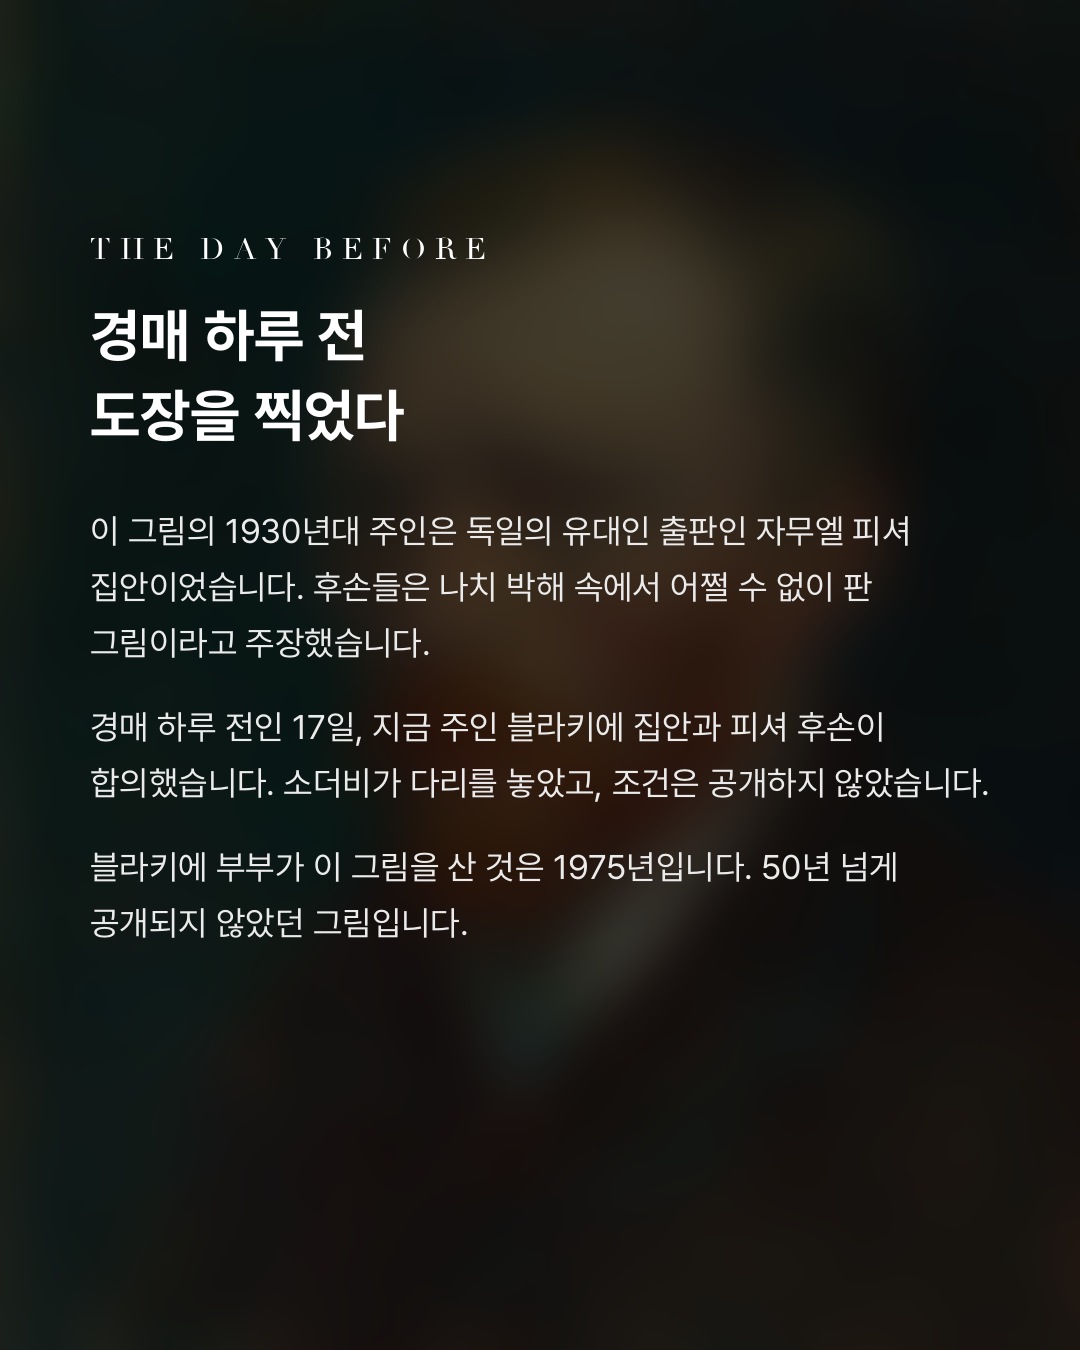 THE DAY BEFORE
경매 하루 전
도장을 찍었다
이 그림의 1930년대 주인은 독일의 유대인 출판인 자무엘 피셔
집안이었습니다. 후손들은 나치 박해 속에서 어쩔 수 없이 판
그림이라고 주장했습니다.
경매 하루 전인 17일, 지금 주인 블라키에 집안과 피셔 후손이
합의했습니다. 소더비가 다리를 놓았고, 조건은 공개하지 않았습니다.
블라키에 부부가 이 그림을 산 것은 1975년입니다. 50년 넘게
공개되지 않았던 그림입니다.